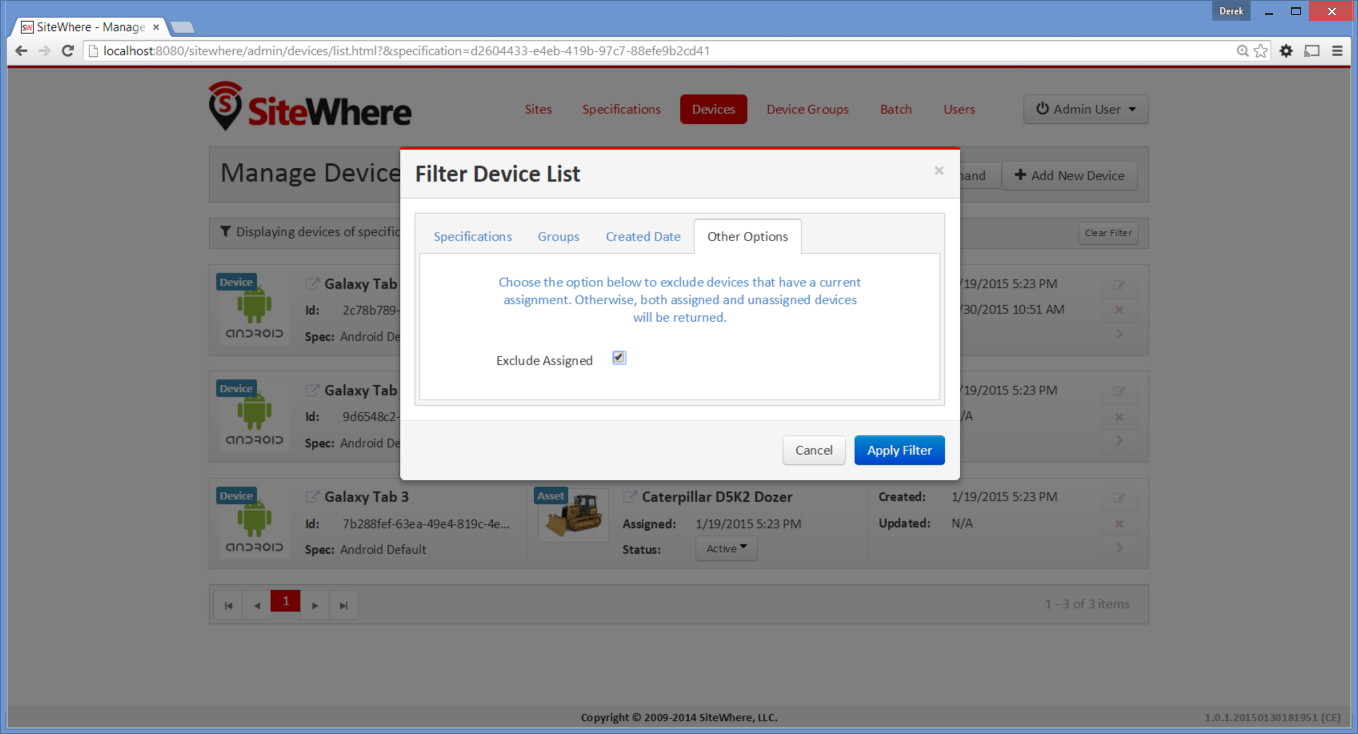 Derek
SW SiteWhere - Manage
localhost:8080/sitewhere/admin/devices/list.html?&specification=d2604433-e4eb-419b-97c7-88efe9b2cd41
S SiteWhere
Sites Specifications Devices Device Groups Batch Users Admin User
Manage Device
Add New Device
Filter Device List
Displaying devices of specific
Clear Filter
Specifications Groups Created Date Other Options
Choose the option below to exclude devices that have a current
assignment. Otherwise, both assigned and unassigned devices
will be returned.
Exclude Assigned
Cancel Apply Filter
Device
Galaxy Tab
/19/2015 5:23 PM
Id: 2c78b789-
/30/2015 10:51 AM
ANDROID
Spec: Android De
Device
Galaxy Tab
/19/2015 5:23 PM
Id: 9d6548c2-
/A
ANDROID
Spec: Android De
Device
Galaxy Tab 3
Asset
Caterpillar D5K2 Dozer
Created: 1/19/2015 5:23 PM
Id: 7b288fef-63ea-49e4-819c-4e...
Assigned: 1/19/2015 5:23 PM
Updated: N/A
ANDROID
Spec: Android Default
Status: Active
1
1 - 3 of 3 items
Copyright © 2009-2014 SiteWhere, LLC.
1.0.1.20150130181951 (CE)